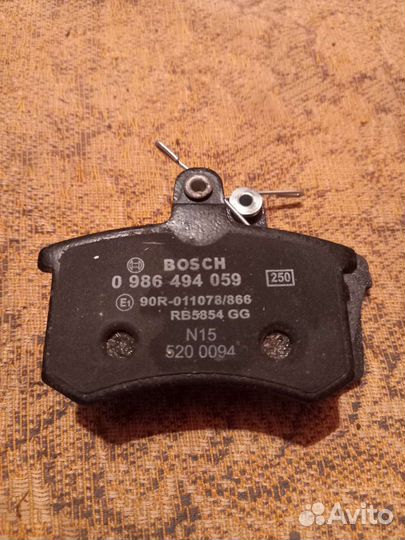 BOSCH
0 986 494 059
250
E1 90R-011078/866
RB5854 GG
N15
520 0094
Avito